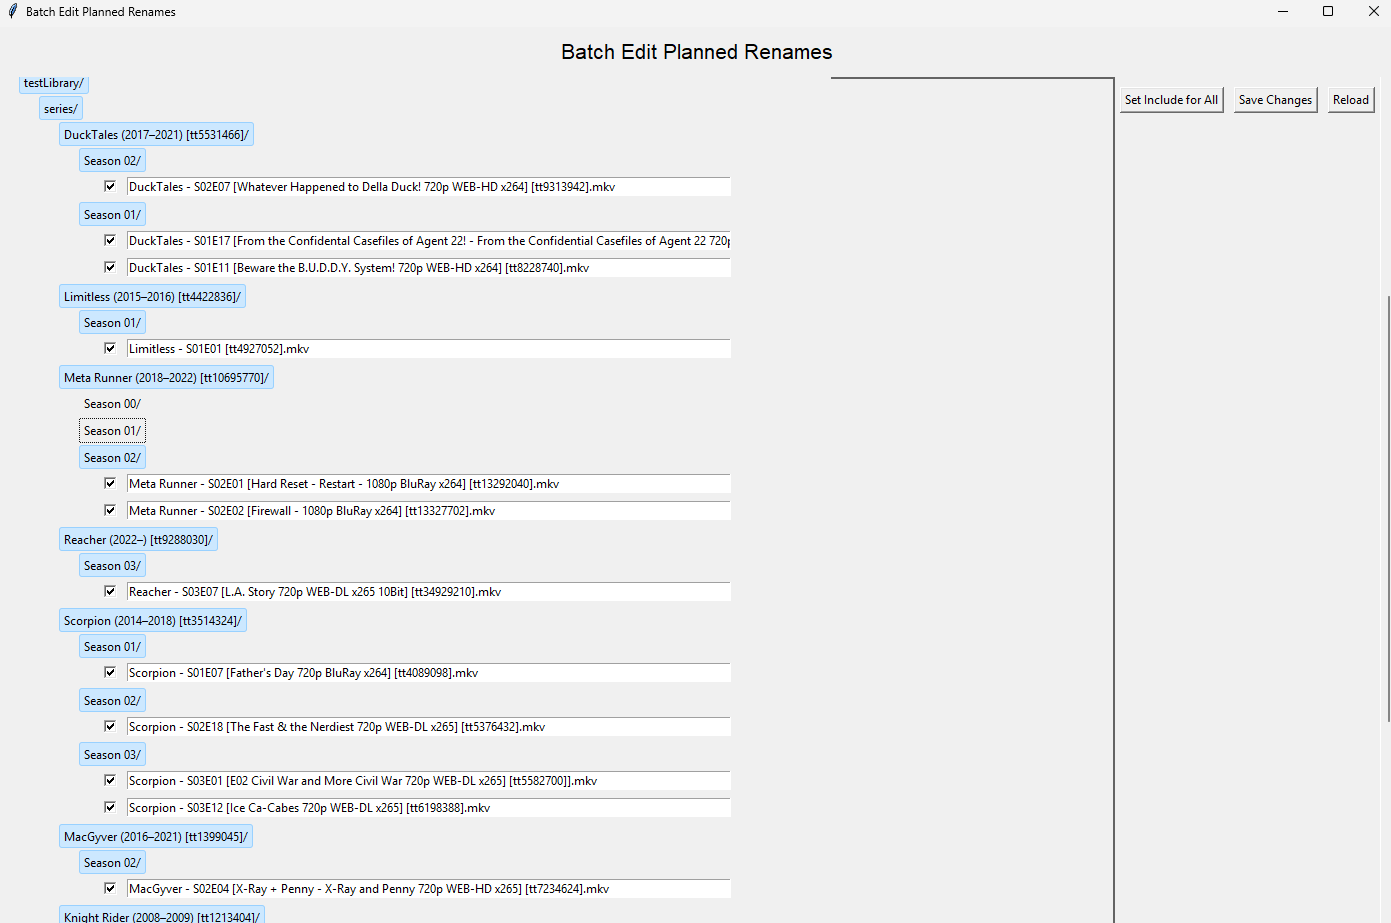 Batch Edit Planned Renames
Batch Edit Planned Renames
testLibrary/
Set Include for All Save Changes Reload
series/
DuckTales (2017–2021) [tt5531466]/
Season 02/
DuckTales - S02E07 [Whatever Happened to Della Duck! 720p WEB-HD x264] [tt9313942].mkv
Season 01/
DuckTales - S01E17 [From the Confidental Casefiles of Agent 22! - From the Confidential Casefiles of Agent 22 720p
DuckTales - S01E11 [Beware the B.U.D.D.Y. System! 720p WEB-HD x264] [tt8228740].mkv
Limitless (2015–2016) [tt4422836]/
Season 01/
Limitless - S01E01 [tt4927052].mkv
Meta Runner (2018–2022) [tt10695770]/
Season 00/
Season 01/
Season 02/
Meta Runner - S02E01 [Hard Reset - Restart - 1080p BluRay x264] [tt13292040].mkv
Meta Runner - S02E02 [Firewall - 1080p BluRay x264] [tt13327702].mkv
Reacher (2022–) [tt9288030]/
Season 03/
Reacher - S03E07 [L.A. Story 720p WEB-DL x265 10Bit] [tt34929210].mkv
Scorpion (2014–2018) [tt3514324]/
Season 01/
Scorpion - S01E07 [Father's Day 720p BluRay x264] [tt4089098].mkv
Season 02/
Scorpion - S02E18 [The Fast & the Nerdiest 720p WEB-DL x265] [tt5376432].mkv
Season 03/
Scorpion - S03E01 [E02 Civil War and More Civil War 720p WEB-DL x265] [tt5582700]].mkv
Scorpion - S03E12 [Ice Ca-Cabes 720p WEB-DL x265] [tt6198388].mkv
MacGyver (2016–2021) [tt1399045]/
Season 02/
MacGyver - S02E04 [X-Ray + Penny - X-Ray and Penny 720p WEB-HD x265] [tt7234624].mkv
Knight Rider (2008–2009) [tt1213404]/